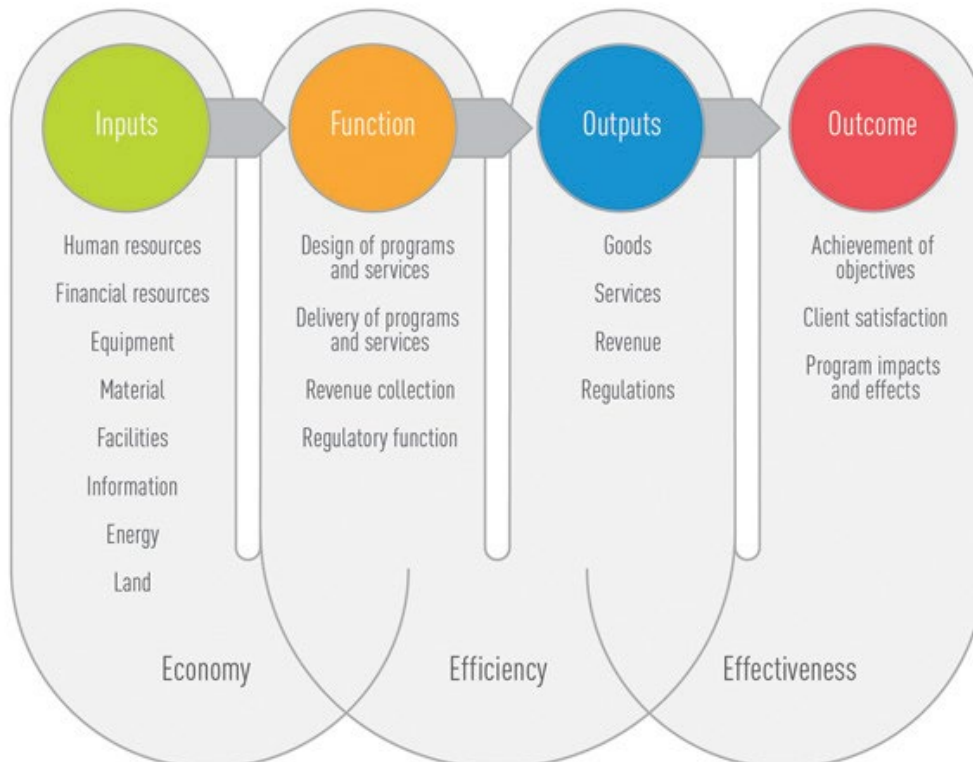 Inputs
Human resources
Financial resources
Equipment
Material
Facilities
Information
Energy
Land
Function
Design of programs
and services
Delivery of programs
and services
Revenue collection
Regulatory function
Outputs
Goods
Services
Revenue
Regulations
Outcome
Achievement of
objectives
Client satisfaction
Program impacts
and effects
Economy
Efficiency
Effectiveness